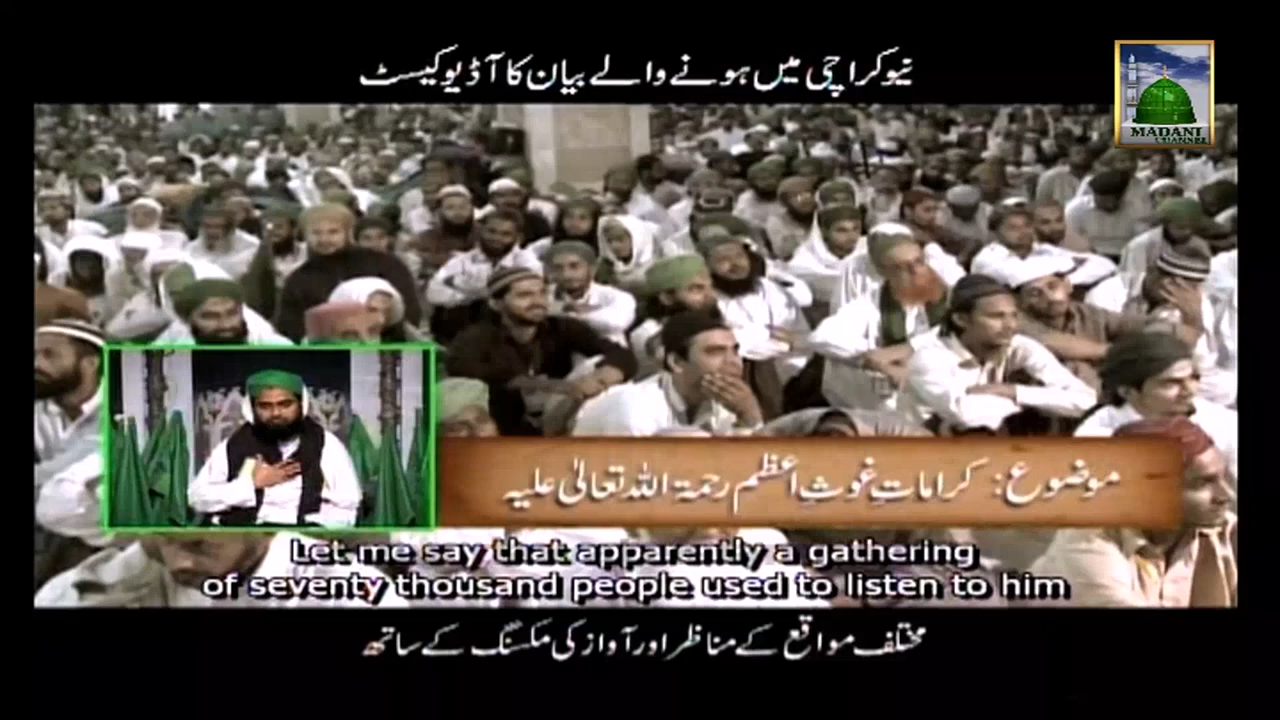 نیو کراچی میں ہونے والے بیان کا آڈیو کیسٹ
MADANI
CHANNEL
موضوع: کراماتِ غوثِ اعظم رحمۃ اللہ تعالیٰ علیہ
Let me say that apparently a gathering
of seventy thousand people used to listen to him
مختلف مواقع کے مناظر اور آواز کی مکسنگ کے ساتھ